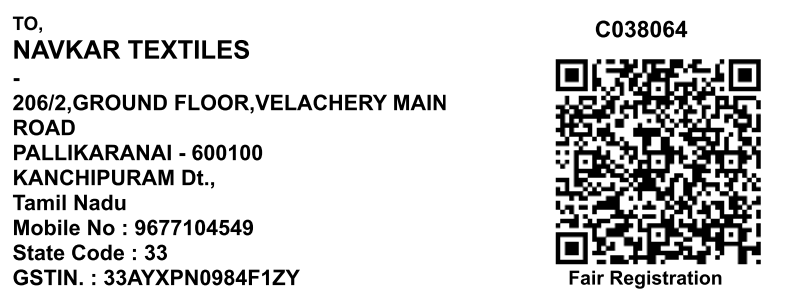 TO,
NAVKAR TEXTILES
-
206/2,GROUND FLOOR,VELACHERY MAIN
ROAD
PALLIKARANAI - 600100
KANCHIPURAM Dt.,
Tamil Nadu
Mobile No : 9677104549
State Code : 33
GSTIN. : 33AYXPN0984F1ZY
C038064
Fair Registration